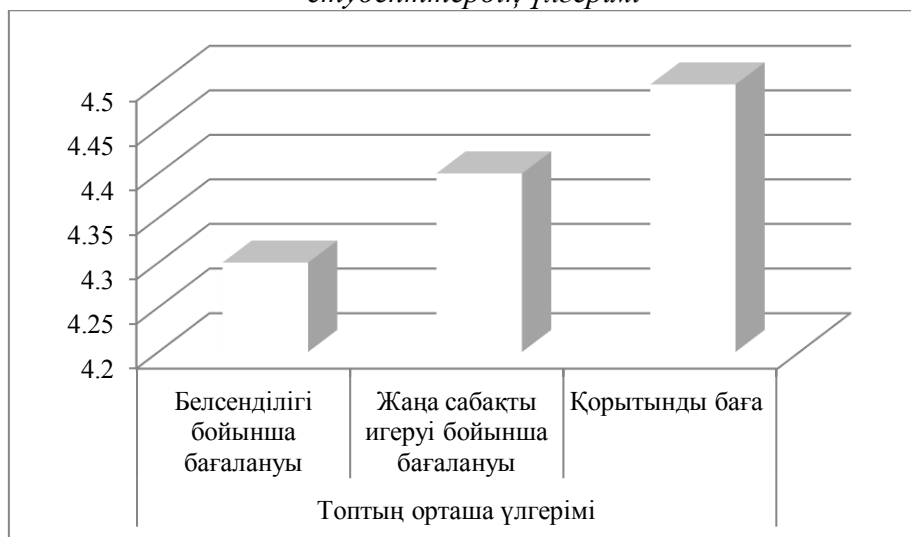 4.5
4.45
4.4
4.35
4.3
4.25
4.2
Белсенділігі
бойынша
бағалануы
Жаңа сабақты
игеруі бойынша
бағалануы
Қорытынды баға
Топтың орташа үлгерімі